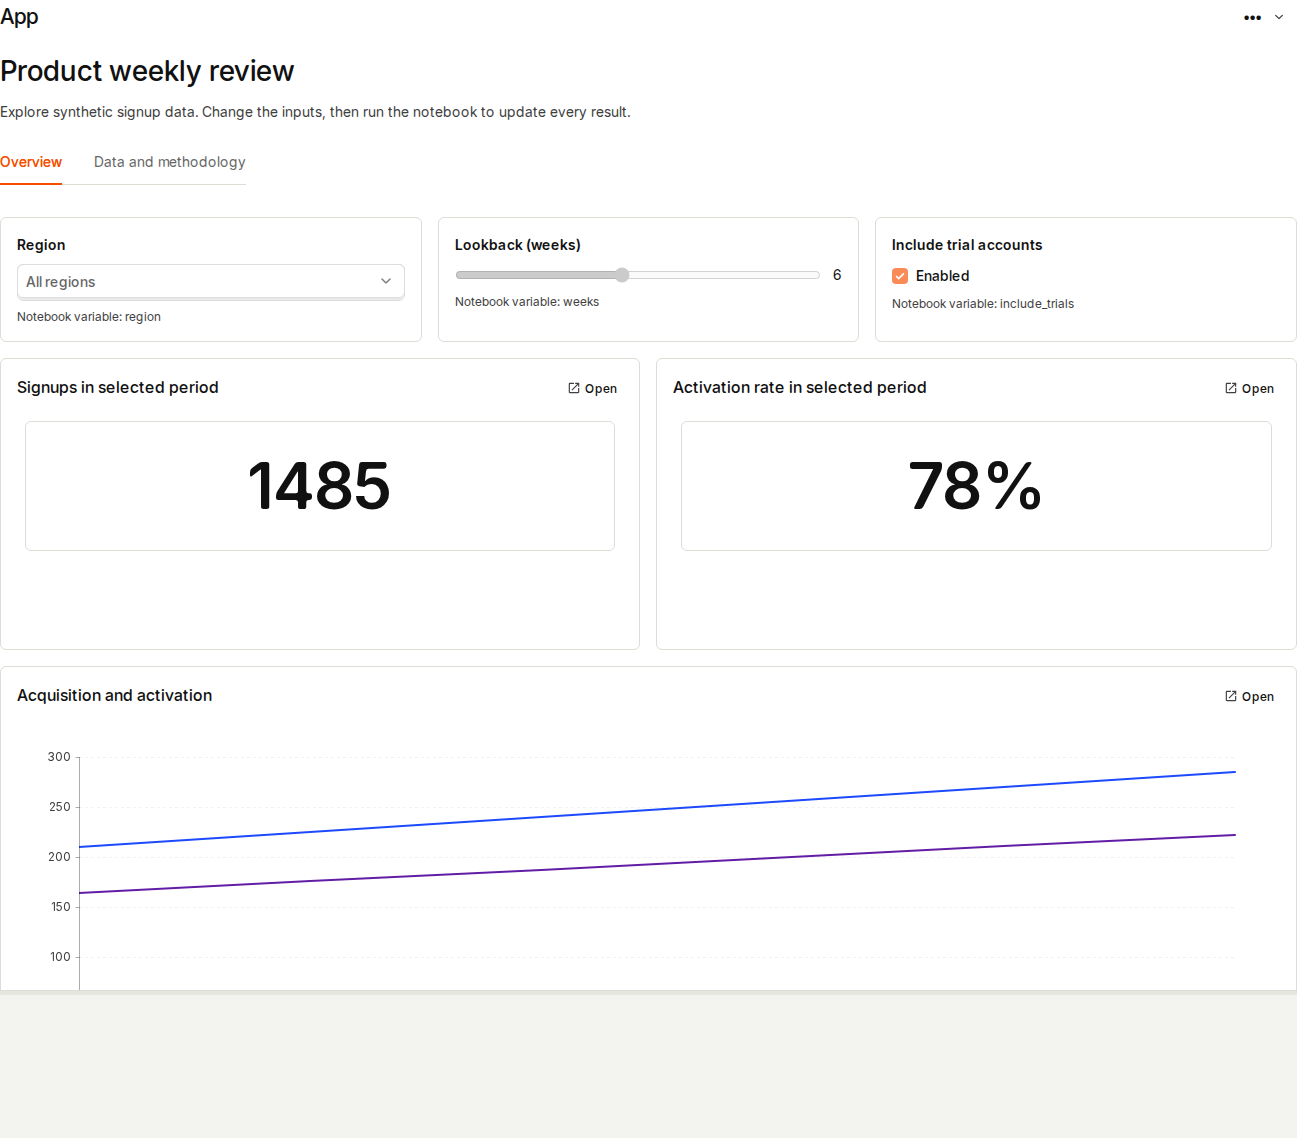 App
Product weekly review
Explore synthetic signup data. Change the inputs, then run the notebook to update every result.
Overview
Data and methodology
Region
All regions
Notebook variable: region
Lookback (weeks)
6
Notebook variable: weeks
Include trial accounts
Enabled
Notebook variable: include_trials
Signups in selected period
Open
1485
Activation rate in selected period
Open
78%
Acquisition and activation
Open
300
250
200
150
100